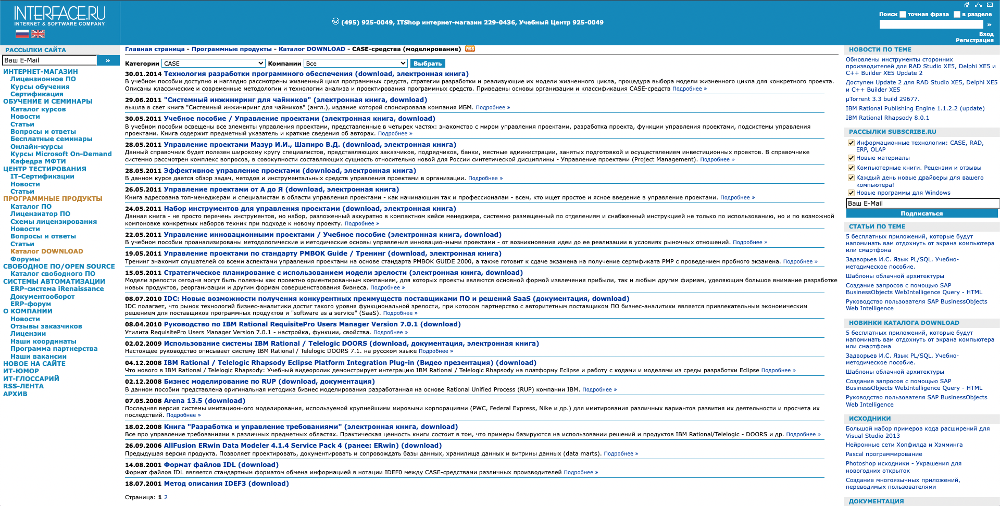 INTERFACE.RU
INTERNET & SOFTWARE COMPANY
(495) 925-0049, ITShop интернет-магазин 229-0436, Учебный Центр 925-0049
Поиск точная фраза в разделе
»
Вход
Регистрация
РАССЫЛКИ САЙТА
Ваш E-Mail »
ИНТЕРНЕТ-МАГАЗИН
Лицензионное ПО
Курсы обучения
Сертификация
ОБУЧЕНИЕ И СЕМИНАРЫ
Каталог курсов
Новости
Статьи
Вопросы и ответы
Бесплатные семинары
Онлайн-курсы
Курсы Microsoft On-Demand
Кафедра МФТИ
ЦЕНТР ТЕСТИРОВАНИЯ
IT-Сертификации
Новости
Статьи
ПРОГРАММНЫЕ ПРОДУКТЫ
Каталог ПО
Лицензиатор ПО
Схемы лицензирования
Новости
Вопросы и ответы
Статьи
Каталог DOWNLOAD
Форумы
СВОБОДНОЕ ПО/OPEN SOURCE
Каталог свободного ПО
СИСТЕМЫ АВТОМАТИЗАЦИИ
ERP-система iRenaissance
Документооборот
ERP-форум
О КОМПАНИИ
Новости
Отзывы заказчиков
Лицензии
Наши координаты
Программа партнерства
Наши вакансии
НОВОЕ НА САЙТЕ
ИТ-ЮМОР
ИТ-ГЛОССАРИЙ
RSS-ЛЕНТА
АРХИВ
Главная страница - Программные продукты - Каталог DOWNLOAD - CASE-средства (моделирование) RSS
Категории CASE Компании Все Выбрать
30.01.2014 Технология разработки программного обеспечения (download, электронная книга)
В учебном пособии доступно и наглядно рассмотрены жизненный цикл программных средств, стратегии разработки и реализующие их модели жизненного цикла, процедура выбора модели жизненного цикла для конкретного проекта.
Описаны классические и современные методологии и технологии анализа и проектирования программных средств. Приведены основы организации и классификация CASE-средств Подробнее »
29.06.2011 "Системный инжиниринг для чайников" (электронная книга, download)
вышла в свет книга "Системный инжиниринг для чайников" (англ.), издание которой спонсировала компания ИБМ. Подробнее »
30.05.2011 Учебное пособие / Управление проектами (электронная книга, download)
В учебном пособии освещены все элементы управления проектами, представленные в четырех частях: знакомство с миром управления проектами, разработка проекта, функции управления проектами, подсистемы управления
проектами. Книга содержит предметный указатель и краткие сведения об авторах. Подробнее »
28.05.2011 Управление проектами Мазур И.И., Шапиро В.Д. (download, электронная книга)
Данный справочник будет полезен широкому кругу специалистов, представляющих заказчиков, подрядчиков, банки, местные администрации, занятых подготовкой и осуществлением инвестиционных проектов. В справочнике
системно рассмотрен комплекс вопросов, в совокупности составляющих сущность относительно новой для России синтетической дисциплины - Управление проектами (Project Management). Подробнее »
28.05.2011 Эффективное управление проектами (download, электронная книга)
В данном курсе дается обзор задач, методов и инструментальных средств управления проектами в организации. Подробнее »
26.05.2011 Управление проектами от А до Я (download, электронная книга)
Книга адресована топ-менеджерам и специалистам в области управления проектами - как начинающим так и профессионалам - всем, кто ищет простое и ясное введение в управление проектами. Подробнее »
24.05.2011 Набор инструментов для управления проектами (download, электронная книга)
Данная книга - не просто перечень инструментов, но набор, разложенный аккуратно в компактном кейсе менеджера, системно размещенный по отделениям и снабженный инструкцией не только по использованию, но и по возможной
компоновке конкретных наборов техник при подходе к новому проекту. Подробнее »
22.05.2011 Управление инновационными проектами / Учебное пособие (электронная книга, download)
В учебном пособии проанализированы методологические и методические основы управления инновационными проектами - от возникновения идеи до ее реализации в условиях рыночных отношений. Подробнее »
19.05.2011 Управление проектами по стандарту PMBOK Guide / Тренинг (download, электронная книга)
Тренинг знакомит слушателей со всеми аспектами управления проектами на основе стандарта PMBOK GUIDE 2000, а также готовит к сдаче экзамена на получение сертификата PMP с проведением пробного экзамена. Подробнее »
15.05.2011 Стратегическое планирование с использованием модели зрелости (электронная книга, download)
Модели зрелости сегодня могут быть полезны как проектно ориентированным компаниям, для которых проекты являются основной формой извлечения прибыли, так и любым другим фирмам, уделяющим большое внимание разработке
новых продуктов, реорганизации и другим формам совершенствования бизнеса. Подробнее »
08.07.2010 IDC: Новые возможности получения конкурентных преимуществ поставщиками ПО и решений SaaS (документация, download)
IDC полагает, что рынок технологий бизнес-аналитики достиг такого уровня функциональной зрелости, при котором партнерство с авторитетным поставщиком ПО бизнес-аналитики является привлекательным экономическим
решением для поставщиков программных продуктов и "software as a service" (SaaS). Подробнее »
08.04.2010 Руководство по IBM Rational RequisitePro Users Manager Version 7.0.1 (download)
Утилита RequisitePro Users Manager Version 7.0.1 - настройка, функции, свойства. Подробнее »
02.02.2009 Использование системы IBM Rational / Telelogic DOORS (download, документация, электронная книга)
Настоящее руководство описывает систему IBM Rational / Telelogic DOORS 7.1. на русском языке Подробнее »
04.12.2008 IBM Rational / Telelogic Rhapsody Eclipse Platform Integration Plug-in (Видео презентация) (download)
Что нового в IBM Rational / Telelogic Rhapsody: Учебный видеоролик демонстрирует интеграцию IBM Rational / Telelogic Rhapsody на платформу Eclipse и работу с кодами и моделями из среды разработки Eclipse Подробнее »
02.12.2008 Бизнес моделирование по RUP (download, документация)
В данном пособии представлена оригинальная методика бизнес моделирования разработанная на основе Rational Unified Process (RUP) компании IBM. Подробнее »
07.05.2008 Arena 13.5 (download)
Последняя версия системы имитационного моделирования, используемой крупнейшими мировыми корпорациями (PWC, Federal Express, Nike и др.) для имитирования различных вариантов развития их деятельности и просчета их
последствий. Подробнее »
18.02.2008 Книга "Разработка и управление требованиями" (электронная книга, download)
Все про управление требованиями в различных предметных областях. Практическая ценность книги состоит в том, что примеры базируются на использовании решений и продуктов IBM Rational/Telelogic - DOORS и др. Подробнее »
26.09.2006 AllFusion ERwin Data Modeler 4.1.4 Service Pack 4 (ранее: ERwin) (download)
Предыдущая версия продукта. Позволяет проектировать, документировать и сопровождать базы данных, хранилища данных и витрины данных (data marts). Подробнее »
14.08.2001 Формат файлов IDL (download)
Формат файлов IDL является стандартным форматом обмена информацией в нотации IDEF0 между CASE-средствами различных производителей Подробнее »
18.07.2001 Метод описания IDEF3 (download)
Страница: 1 2
НОВОСТИ ПО ТЕМЕ
Обновлены инструменты сторонних
производителей для RAD Studio XE5, Delphi XE5 и
C++ Builder XE5 Update 2
Доступен Update 2 для RAD Studio XE5, Delphi XE5
и C++ Builder XE5
µTorrent 3.3 build 29677.
IBM Rational Publishing Engine 1.1.2.2 (update)
IBM Rational Rhapsody 8.0.1
РАССЫЛКИ SUBSCRIBE.RU
Информационные технологии: CASE, RAD,
ERP, OLAP
Новые материалы
Компьютерные книги. Рецензии и отзывы
Каждый день новые драйверы для вашего
компьютера!
Новые программы для Windows
Ваш E-Mail
Подписаться
СТАТЬИ ПО ТЕМЕ
5 бесплатных приложений, которые будут
напоминать вам отдохнуть от экрана компьютера
или смартфона
Задворьев И.С. Язык PL/SQL. Учебно-
методическое пособие.
Шаблоны облачной архитектуры
Создание запросов с помощью SAP
BusinessObjects WebIntelligence Query - HTML
Руководство пользователя SAP BusinessObjects
Web Intelligence
НОВИНКИ КАТАЛОГА DOWNLOAD
5 бесплатных приложений, которые будут
напоминать вам отдохнуть от экрана компьютера
или смартфона
Задворьев И.С. Язык PL/SQL. Учебно-
методическое пособие.
Шаблоны облачной архитектуры
Создание запросов с помощью SAP
BusinessObjects WebIntelligence Query - HTML
Руководство пользователя SAP BusinessObjects
Web Intelligence
ИСХОДНИКИ
Большой набор примеров кода расширений для
Visual Studio 2013
Нейронные сети Хопфилда и Хэмминга
Pascal программирование
Photoshop исходники - Украшения для
новогодних открыток
Создание многоязычных приложений,
переводимых пользователями
ДОКУМЕНТАЦИЯ